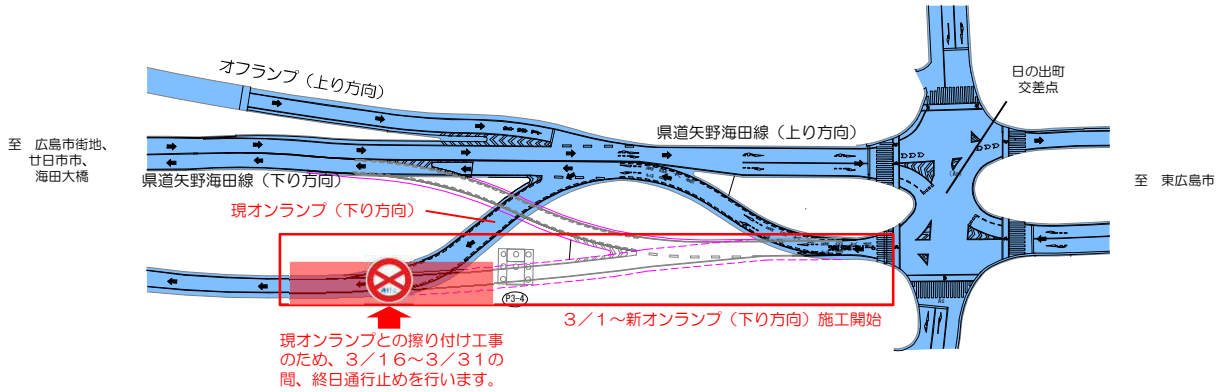 オフランプ（上り方向）
日の出町
交差点
県道矢野海田線（上り方向）
至　広島市街地、
廿日市市、
海田大橋
至　東広島市
県道矢野海田線（下り方向）
現オンランプ（下り方向）
P3-4
３／１～新オンランプ（下り方向）施工開始
現オンランプとの擦り付け工事
のため、３／１６～３／３１の
間、終日通行止めを行います。